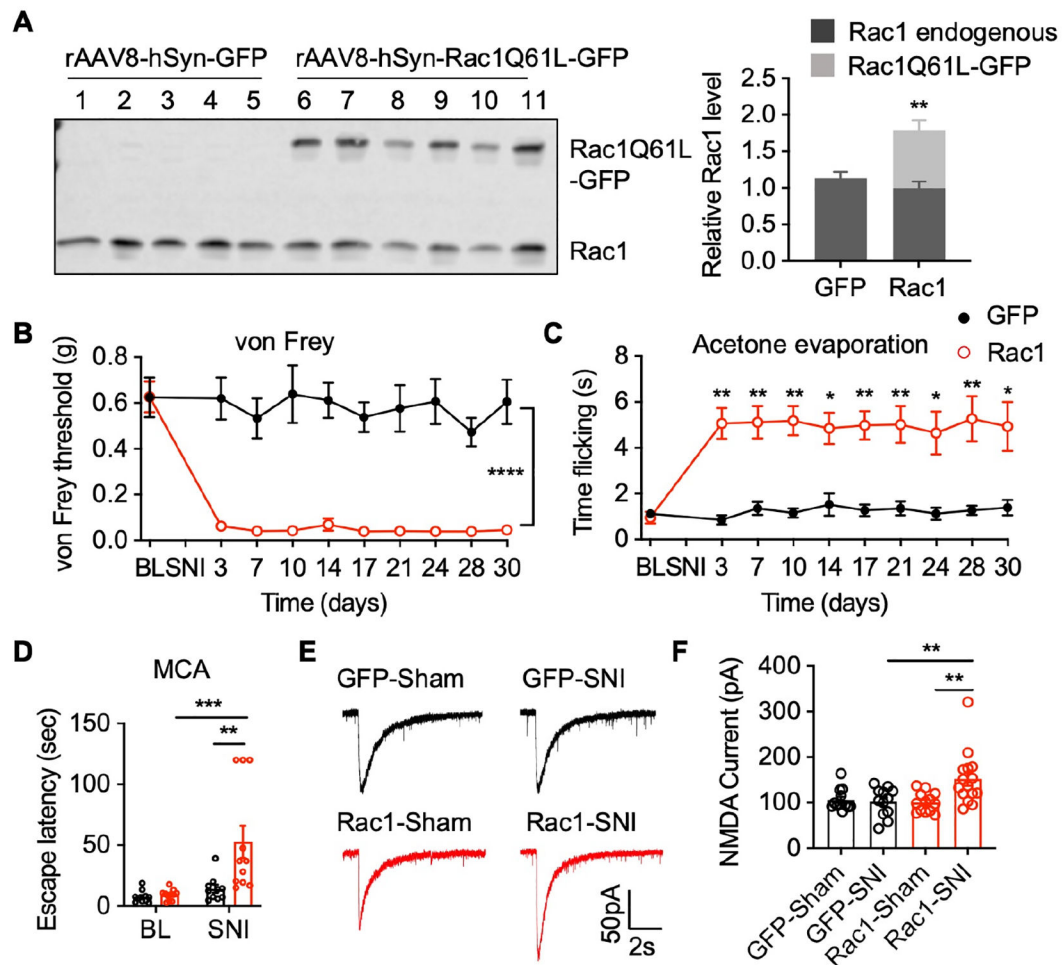 A
rAAV8-hSyn-GFP
rAAV8-hSyn-Rac1Q61L-GFP
1 2 3 4 5 6 7 8 9 10 11
Rac1Q61L
-GFP
Rac1
Rac1 endogenous
Rac1Q61L-GFP
Relative Rac1 level
2.5
2.0
1.5
1.0
0.5
0.0
**
GFP Rac1
B
von Frey
von Frey threshold (g)
0.8
0.6
0.4
0.2
0.0
****
BL SNI 3 7 10 14 17 21 24 28 30
Time (days)
C
GFP
Rac1
Acetone evaporation
Time flicking (s)
8
6
4
2
0
** ** ** * ** ** * ** *
BL SNI 3 7 10 14 17 21 24 28 30
Time (days)
D
MCA
Escape latency (sec)
150
100
50
0
***
**
BL SNI
E
GFP-Sham GFP-SNI
Rac1-Sham Rac1-SNI
50pA
2s
F
NMDA Current (pA)
400
300
200
100
0
**
**
GFP-Sham
GFP-SNI
Rac1-Sham
Rac1-SNI